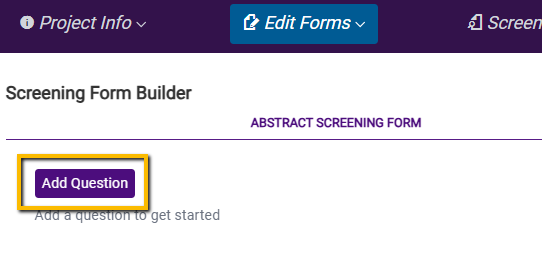 Project Info
Edit Forms
Screen
Screening Form Builder
ABSTRACT SCREENING FORM
Add Question
Add a question to get started